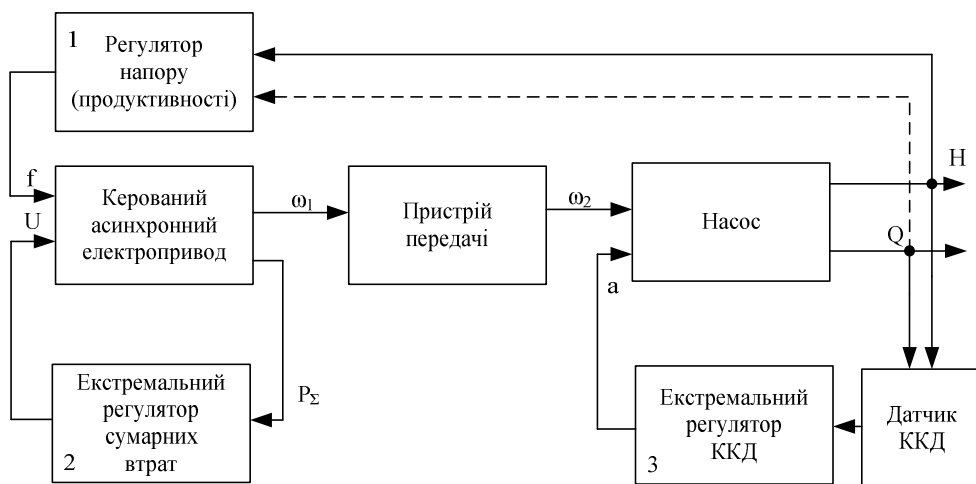 1
Регулятор
напору
(продуктивності)
f
U
Керований
асинхронний
електропривод
ω1
Пристрій
передачі
ω2
а
Насос
H
Q
Екстремальний
регулятор
сумарних
втрат
2
PΣ
Екстремальний
регулятор
ККД
3
Датчик
ККД